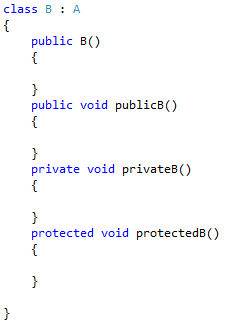 class B : A
{
    public B()
    {

    }
    public void publicB()
    {

    }
    private void privateB()
    {

    }
    protected void protectedB()
    {

    }

}